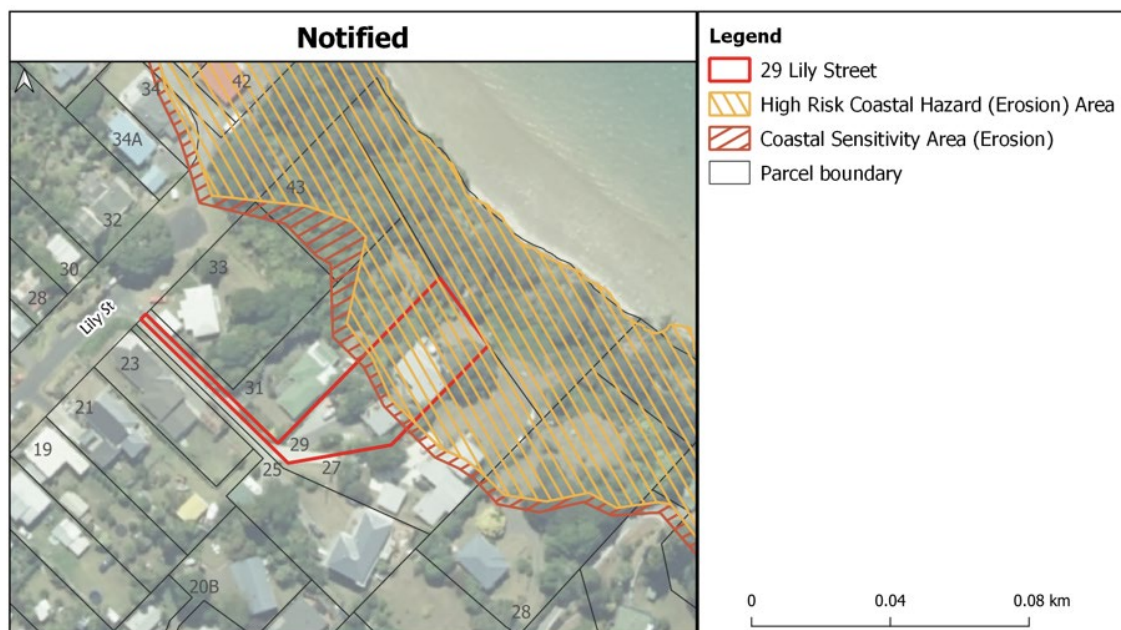 Notified
Legend
29 Lily Street
High Risk Coastal Hazard (Erosion) Area
Coastal Sensitivity Area (Erosion)
Parcel boundary
34
42
34A
43
32
33
30
28
Lily St
23
31
21
29
19
25
27
20B
28
0
0.04
0.08 km